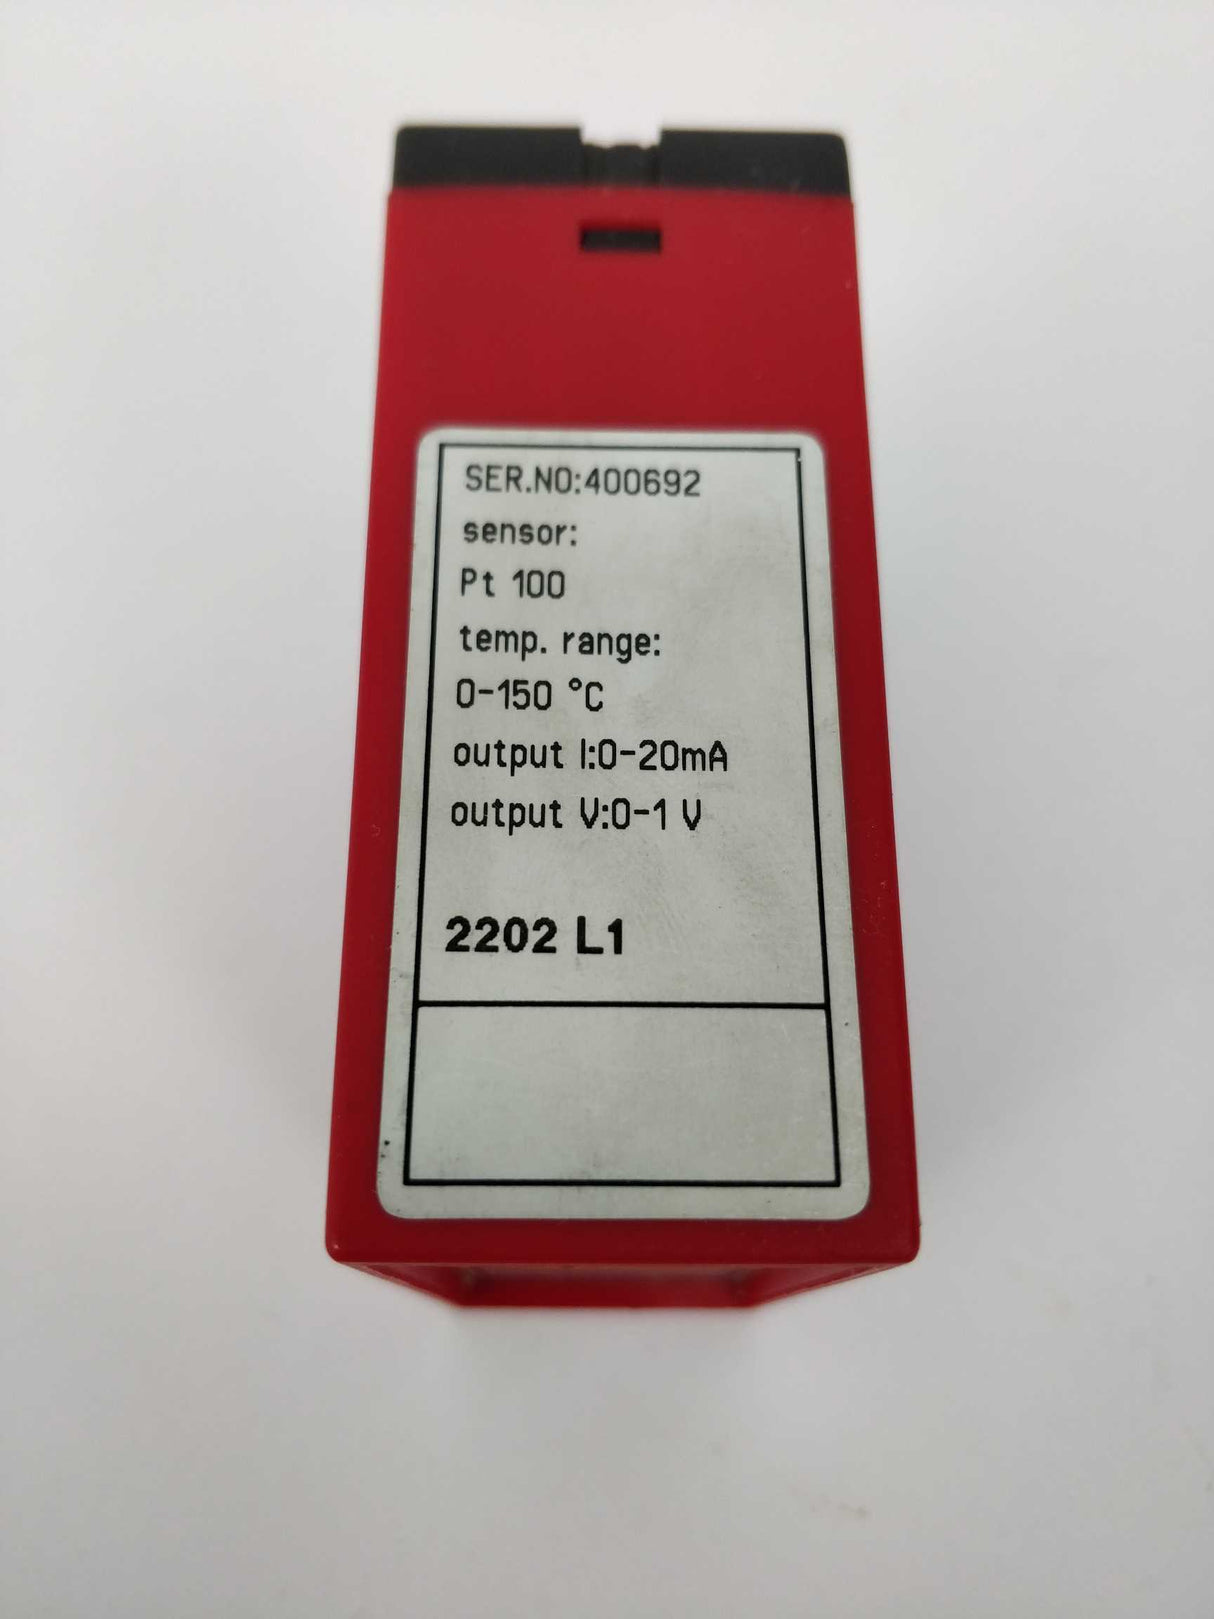 SER.NO:400692
sensor:
Pt 100
temp. range:
0-150 °C
output I:0-20mA
output V:0-1 V
2202 L1